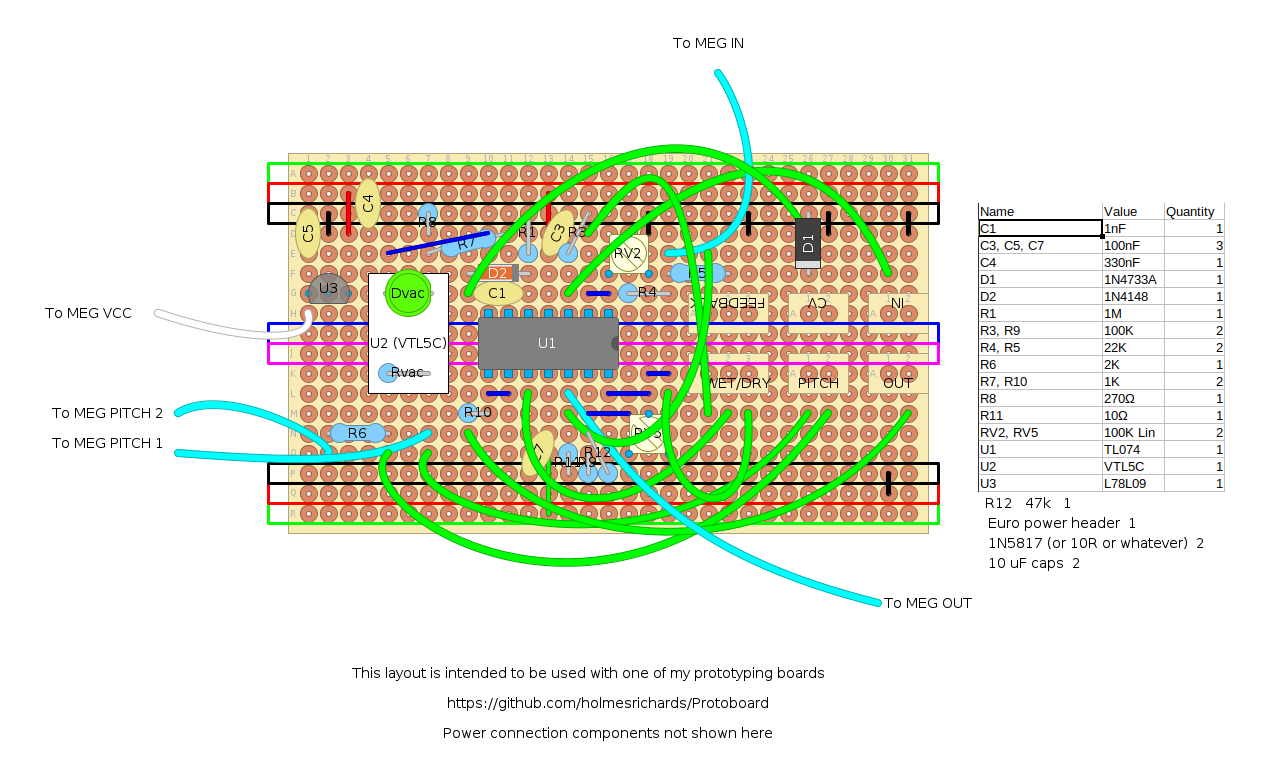 To MEG IN
C4
C5
R8
R7
R1
C3
R3
RV2
D1
U3
Dvac
D2
C1
R4
R5
FEEDBACK
CV
IN
To MEG VCC
U2 (VTL5C)
U1
Rvac
WET/DRY
PITCH
OUT
To MEG PITCH 2
R10
To MEG PITCH 1
R6
R12
R11
R9
Name Value Quantity
C1 1nF 1
C3, C5, C7 100nF 3
C4 330nF 1
D1 1N4733A 1
D2 1N4148 1
R1 1M 1
R3, R9 100K 2
R4, R5 22K 2
R6 2K 1
R7, R10 1K 2
R8 270Ω 1
R11 10Ω 1
RV2, RV5 100K Lin 2
U1 TL074 1
U2 VTL5C 1
U3 L78L09 1
R12 47k 1
Euro power header 1
1N5817 (or 10R or whatever) 2
10 uF caps 2
To MEG OUT
This layout is intended to be used with one of my prototyping boards
https://github.com/holmesrichards/Protoboard
Power connection components not shown here